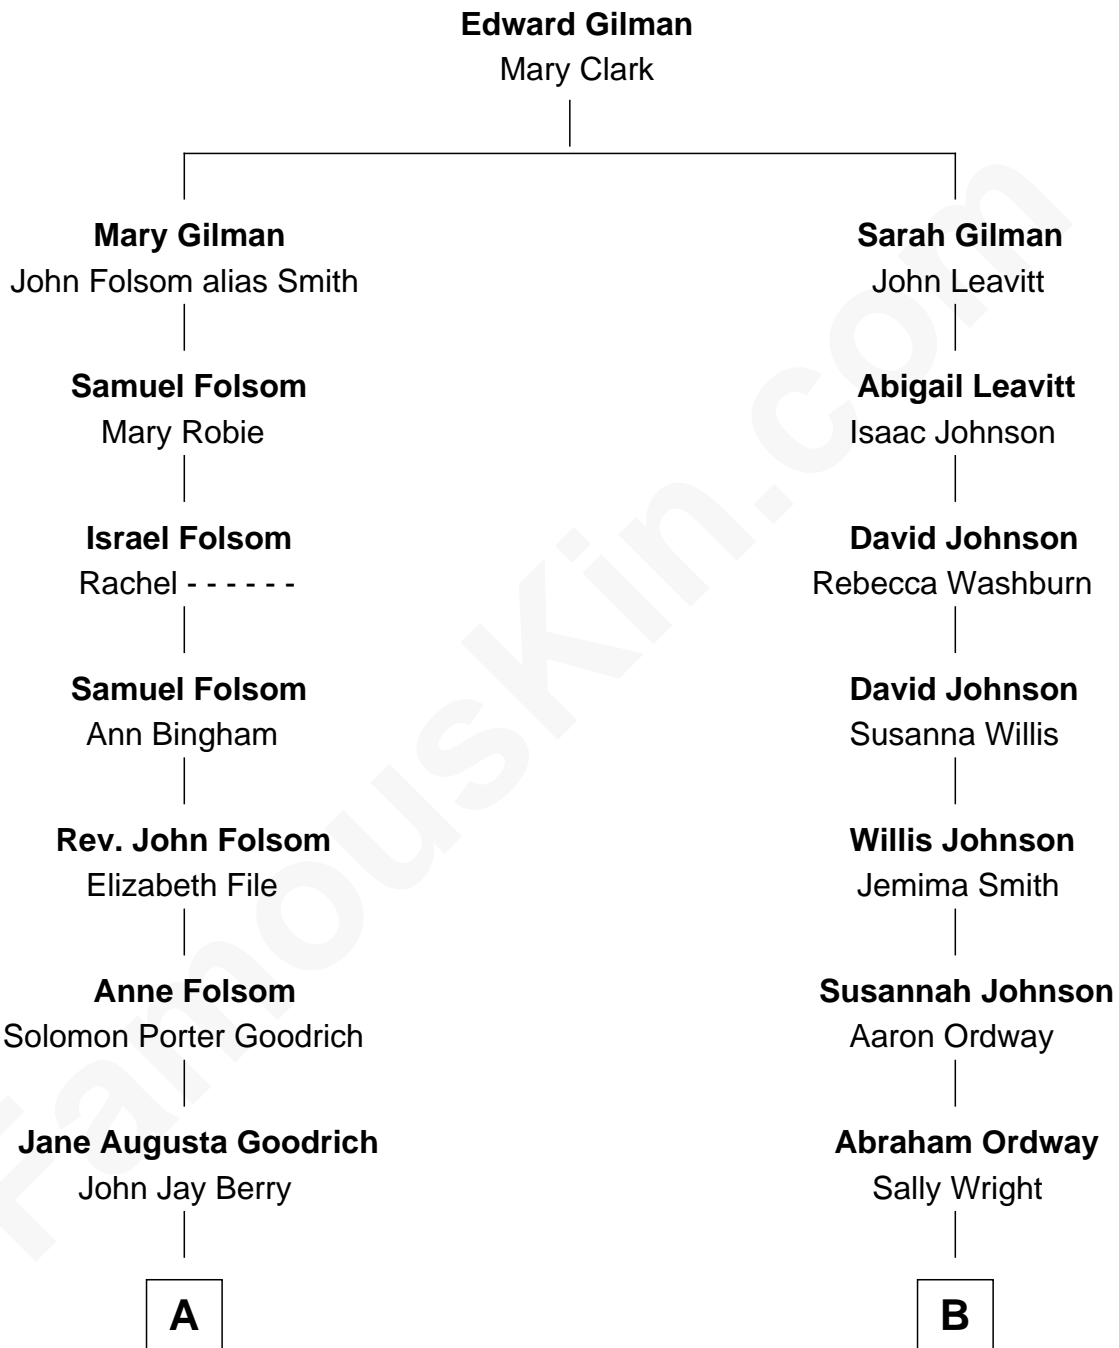 Edward Gilman
Mary Clark
Mary Gilman
John Folsom alias Smith
Sarah Gilman
John Leavitt
Samuel Folsom
Mary Robie
Abigail Leavitt
Isaac Johnson
Israel Folsom
Rachel - - - - - -
David Johnson
Rebecca Washburn
Samuel Folsom
Ann Bingham
David Johnson
Susanna Willis
Rev. John Folsom
Elizabeth File
Willis Johnson
Jemima Smith
Anne Folsom
Solomon Porter Goodrich
Susannah Johnson
Aaron Ordway
Jane Augusta Goodrich
John Jay Berry
Abraham Ordway
Sally Wright
A
B
FamousKin.com